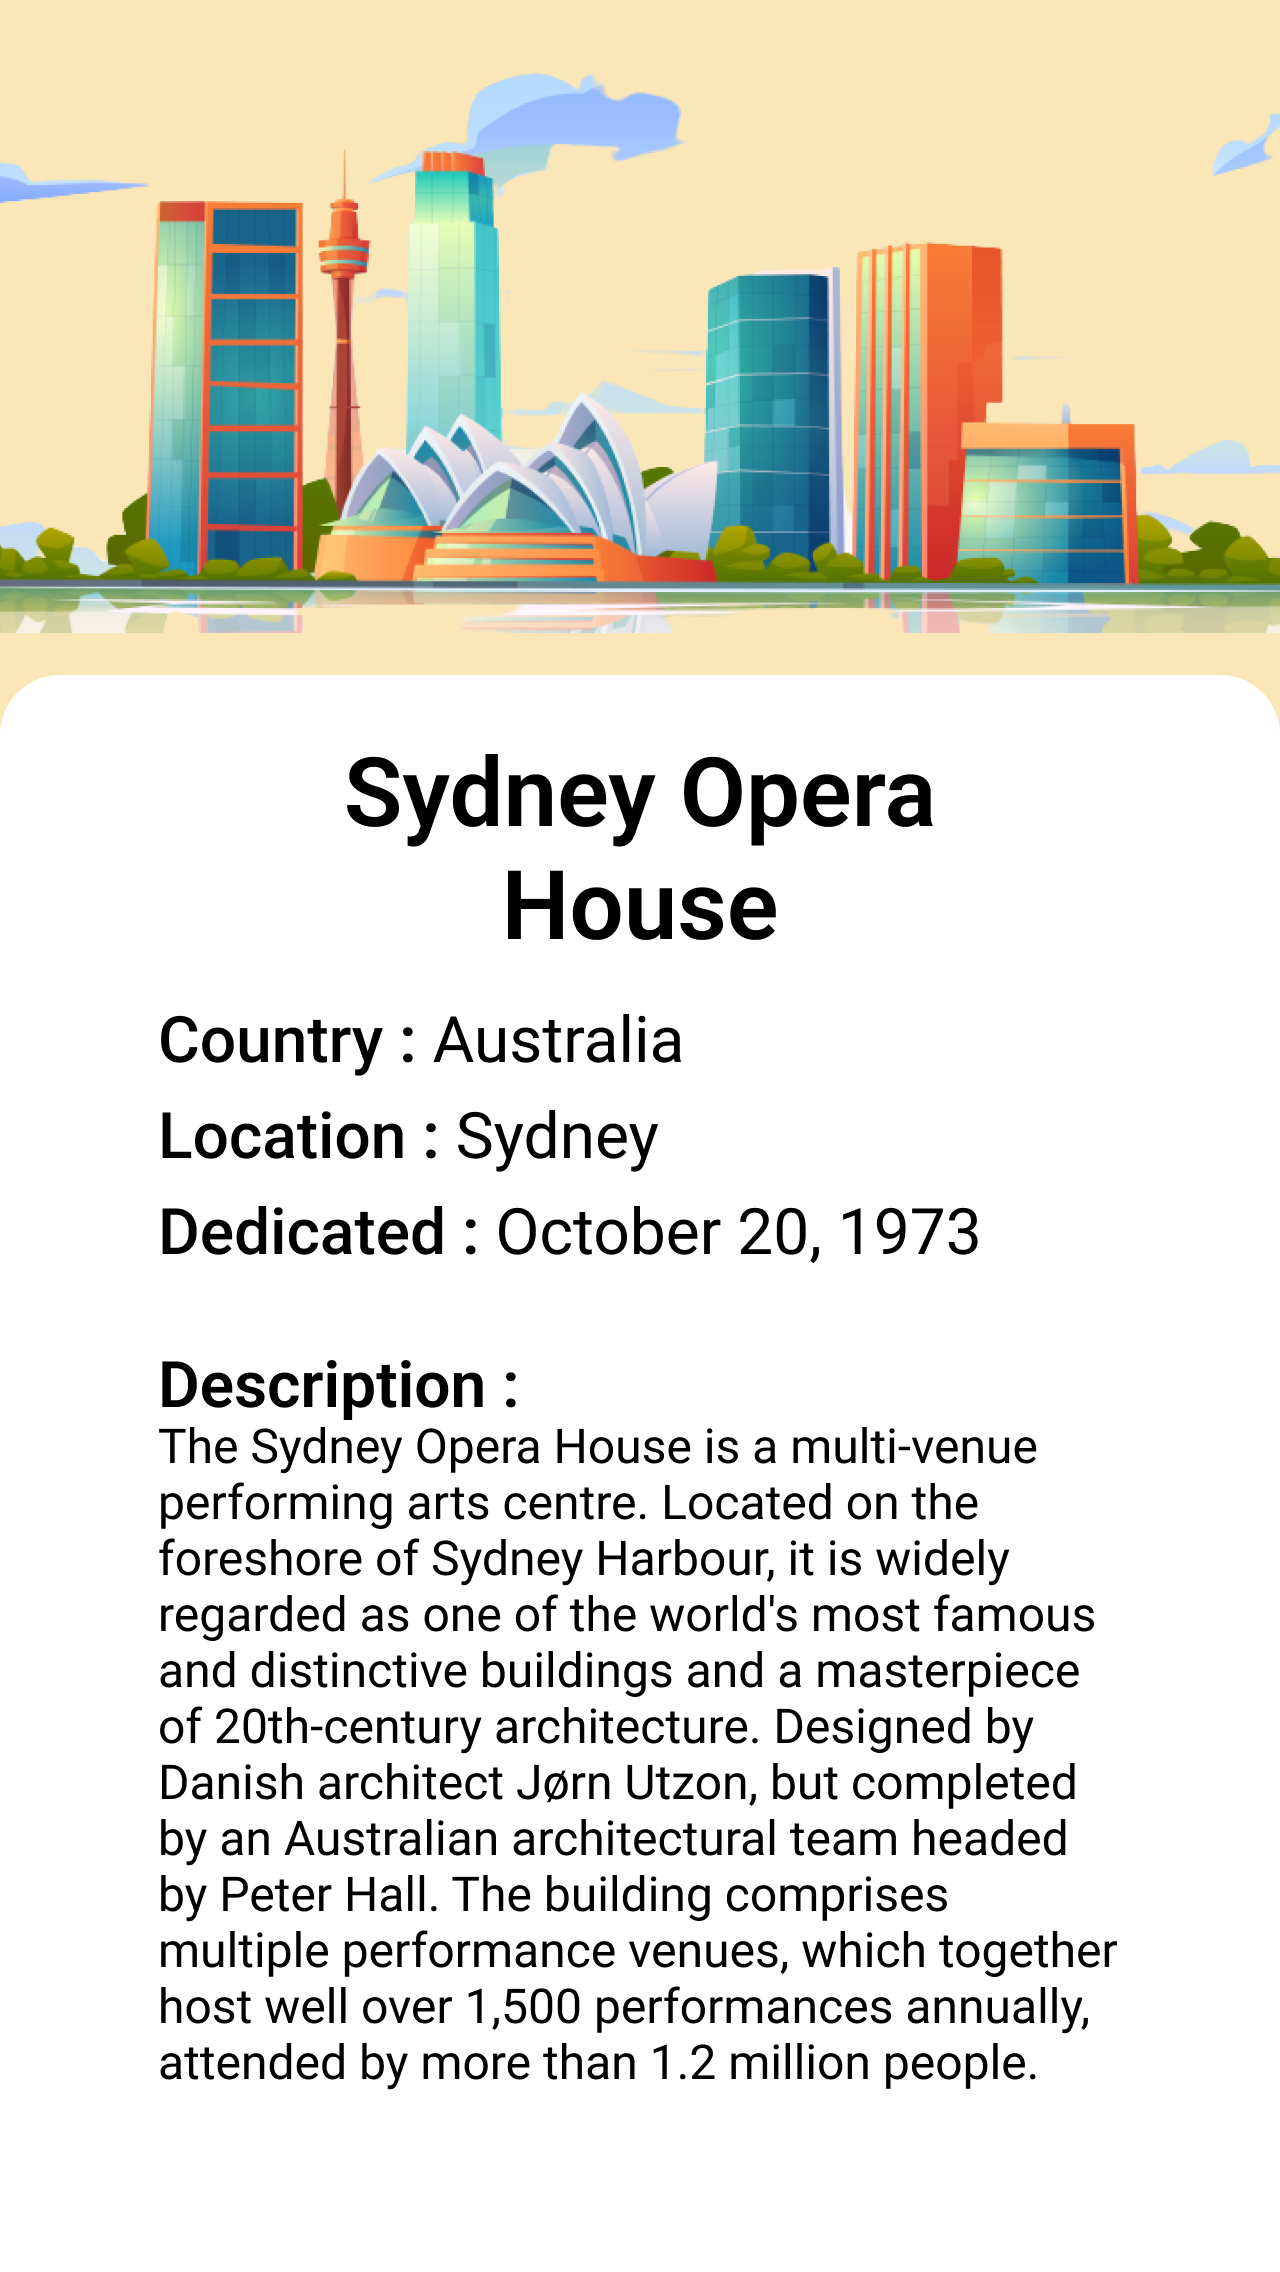 Sydney Opera
House
Country : Australia
Location : Sydney
Dedicated : October 20, 1973
Description :
The Sydney Opera House is a multi-venue
performing arts centre. Located on the
foreshore of Sydney Harbour, it is widely
regarded as one of the world's most famous
and distinctive buildings and a masterpiece
of 20th-century architecture. Designed by
Danish architect Jørn Utzon, but completed
by an Australian architectural team headed
by Peter Hall. The building comprises
multiple performance venues, which together
host well over 1,500 performances annually,
attended by more than 1.2 million people.